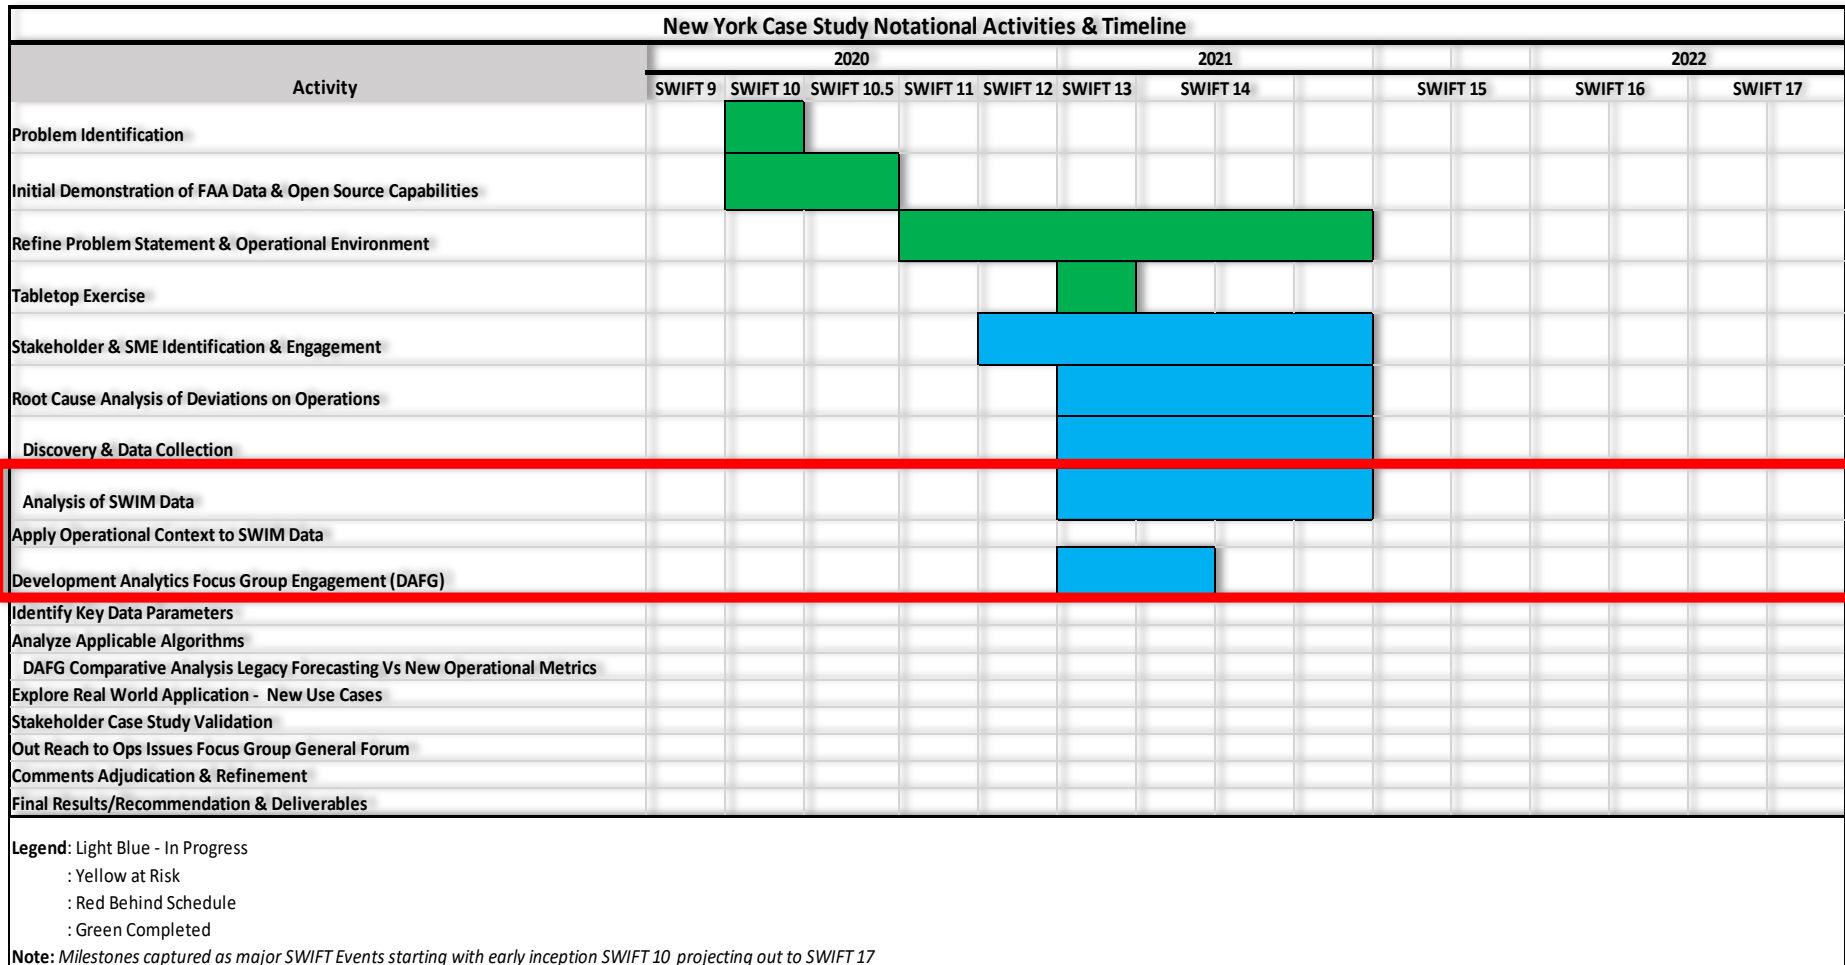 New York Case Study Notational Activities & Timeline
2020 2021 2022
Activity
SWIFT 9 SWIFT 10 SWIFT 10.5 SWIFT 11 SWIFT 12 SWIFT 13 SWIFT 14 SWIFT 15 SWIFT 16 SWIFT 17
Problem Identification
Initial Demonstration of FAA Data & Open Source Capabilities
Refine Problem Statement & Operational Environment
Tabletop Exercise
Stakeholder & SME Identification & Engagement
Root Cause Analysis of Deviations on Operations
Discovery & Data Collection
Analysis of SWIM Data
Apply Operational Context to SWIM Data
Development Analytics Focus Group Engagement (DAFG)
Identify Key Data Parameters
Analyze Applicable Algorithms
DAFG Comparative Analysis Legacy Forecasting Vs New Operational Metrics
Explore Real World Application - New Use Cases
Stakeholder Case Study Validation
Out Reach to Ops Issues Focus Group General Forum
Comments Adjudication & Refinement
Final Results/Recommendation & Deliverables
Legend: Light Blue - In Progress
: Yellow at Risk
: Red Behind Schedule
: Green Completed
Note: Milestones captured as major SWIFT Events starting with early inception SWIFT 10 projecting out to SWIFT 17